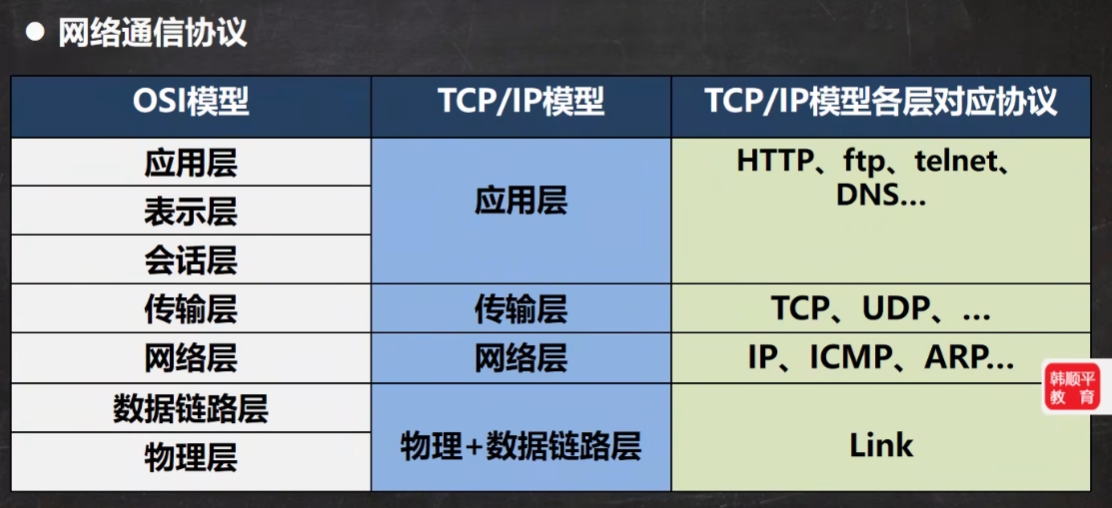 ● 网络通信协议
OSI模型 TCP/IP模型 TCP/IP模型各层对应协议
应用层
表示层
会话层
应用层
HTTP、ftp、telnet、
DNS...
传输层 传输层 TCP、UDP、...
网络层 网络层 IP、ICMP、ARP...
数据链路层
物理层
物理+数据链路层
Link
韩顺平
教 育